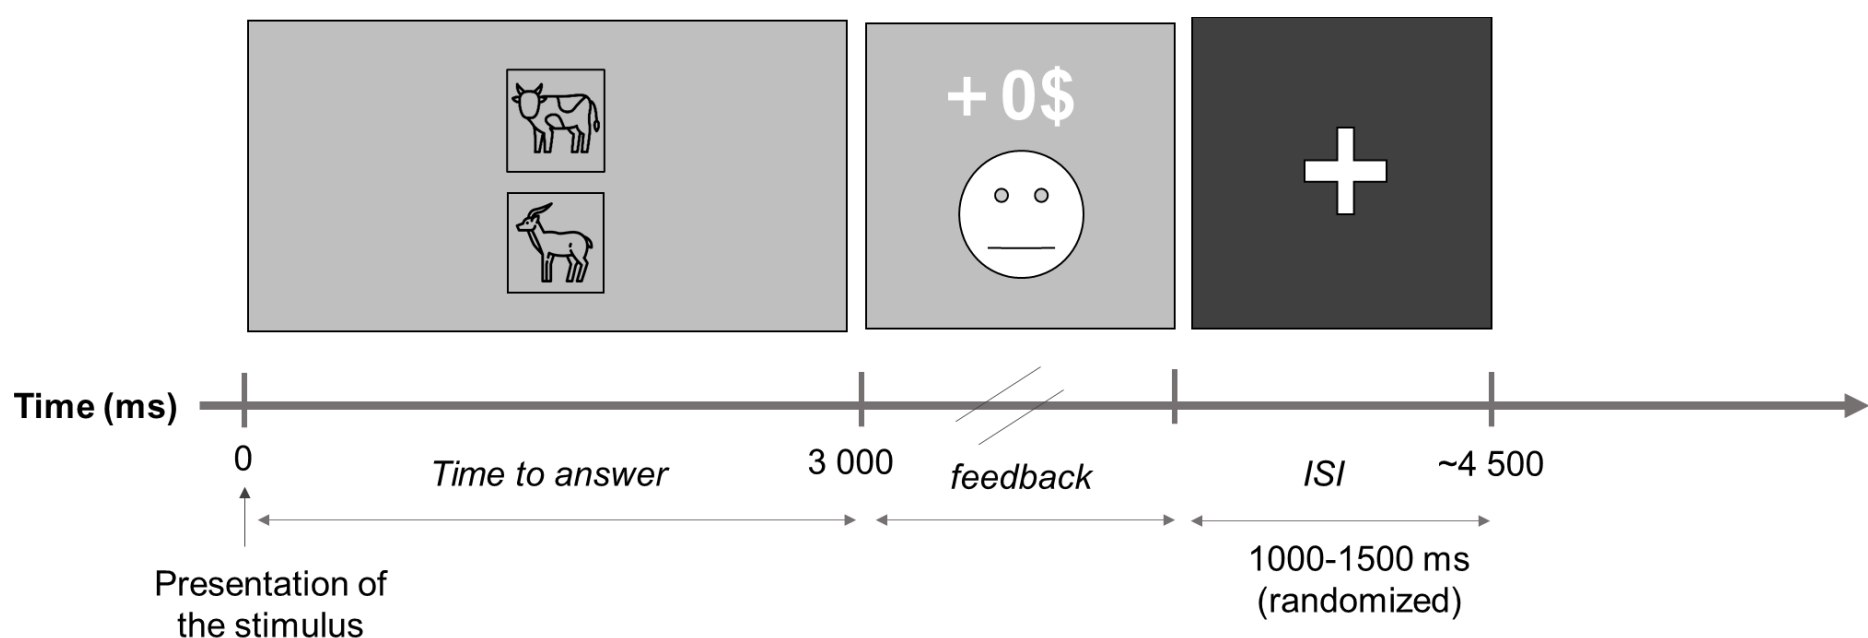 + 0$
Time (ms)
0
Time to answer
3 000
feedback
ISI
~4 500
Presentation of
the stimulus
1000-1500 ms
(randomized)